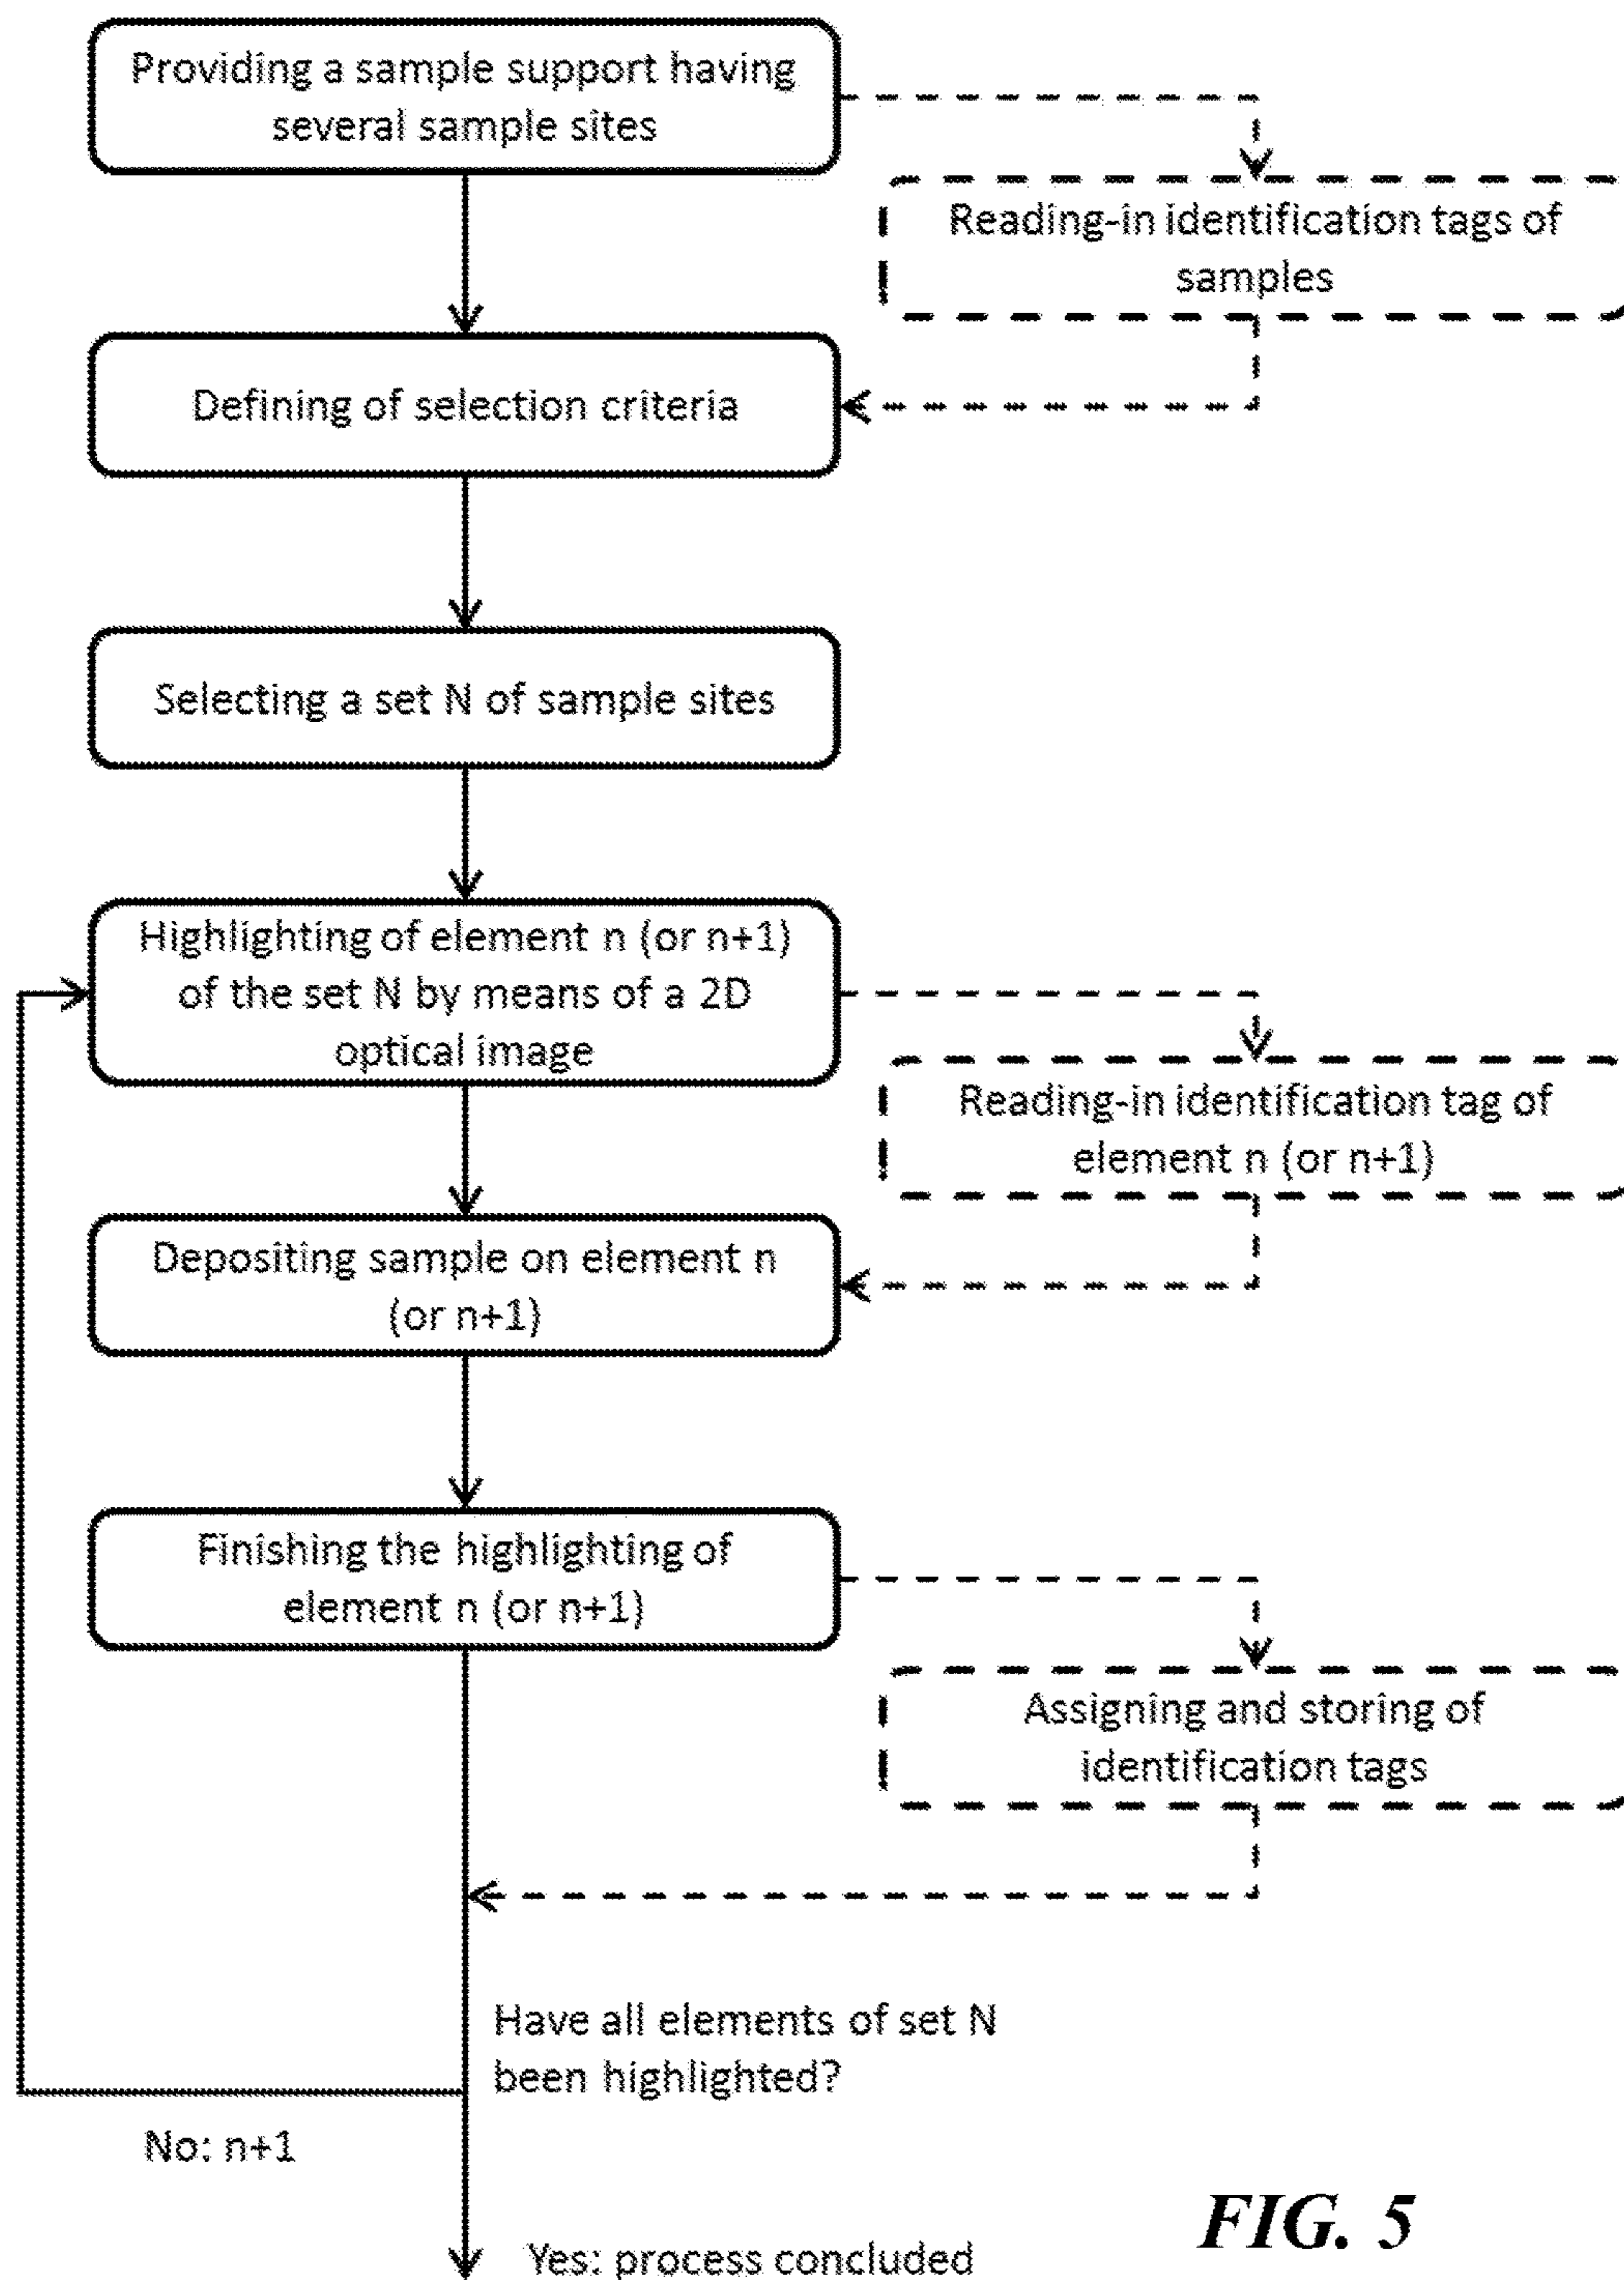 Providing a sample support having
several sample sites
Reading-in identification tags of
samples
Defining of selection criteria
Selecting a set N of sample sites
Highlighting of element n (or n+1)
of the set N by means of a 2D
optical image
Reading-in identification tag of
element n (or n+1)
Depositing sample on element n
(or n+1)
Finishing the highlighting of
element n (or n+1)
Assigning and storing of
identification tags
Have all elements of set N
been highlighted?
No: n+1
FIG. 5
Yes: process concluded